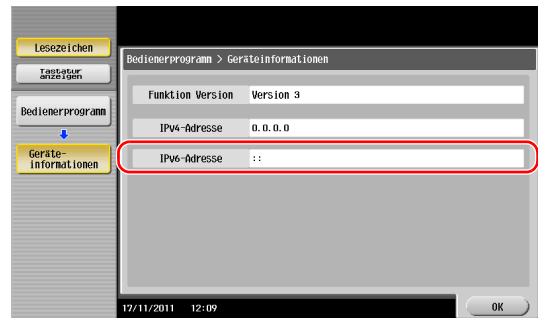 Lesezeichen
Tastatur
anzeigen
Bedienerprogramm
Geräte-
informationen
Bedienerprogramm > Geräteinformationen
Funktion Version Version 3
IPv4-Adresse 0.0.0.0
IPv6-Adresse ::
17/11/2011 12:09
OK